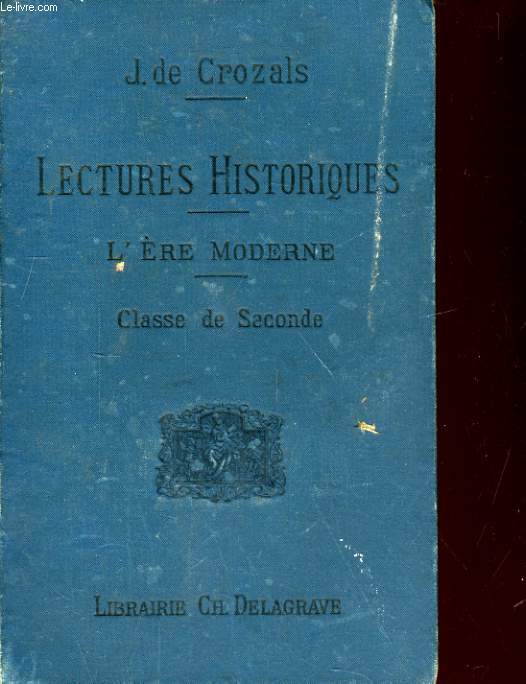 Le-livre.com
J. de Crozals
LECTURES HISTORIQUES
L'ÈRE MODERNE
Classe de Seconde
LIBRAIRIE CH. DELAGRAVE